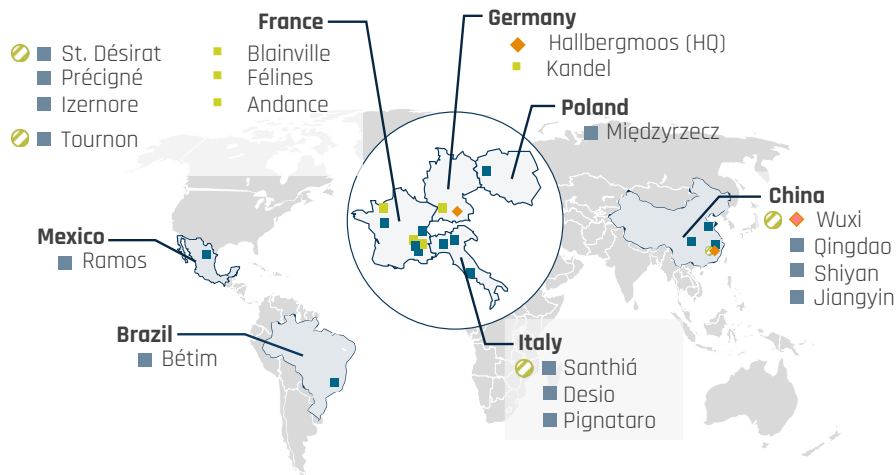 France
St. Désirat
Précigné
Izernore
Tournon
Blainville
Félines
Andance
Germany
Hallbergmoos (HQ)
Kandel
Poland
Międzyrzecz
China
Wuxi
Qingdao
Shiyan
Jiangyin
Mexico
Ramos
Brazil
Bétim
Italy
Santhiá
Desio
Pignataro